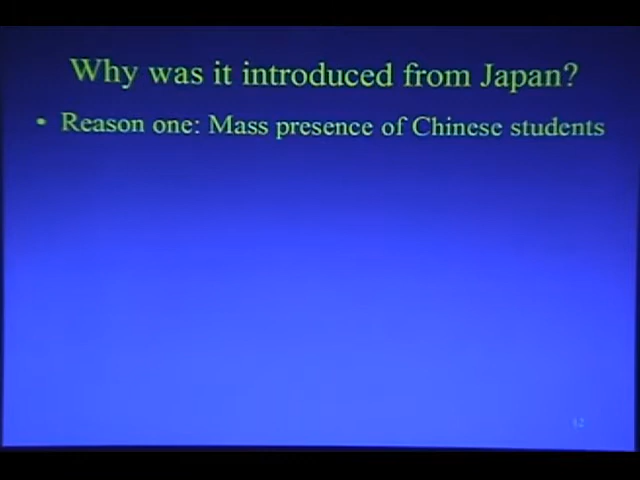 Why was it introduced from Japan?
• Reason one: Mass presence of Chinese students